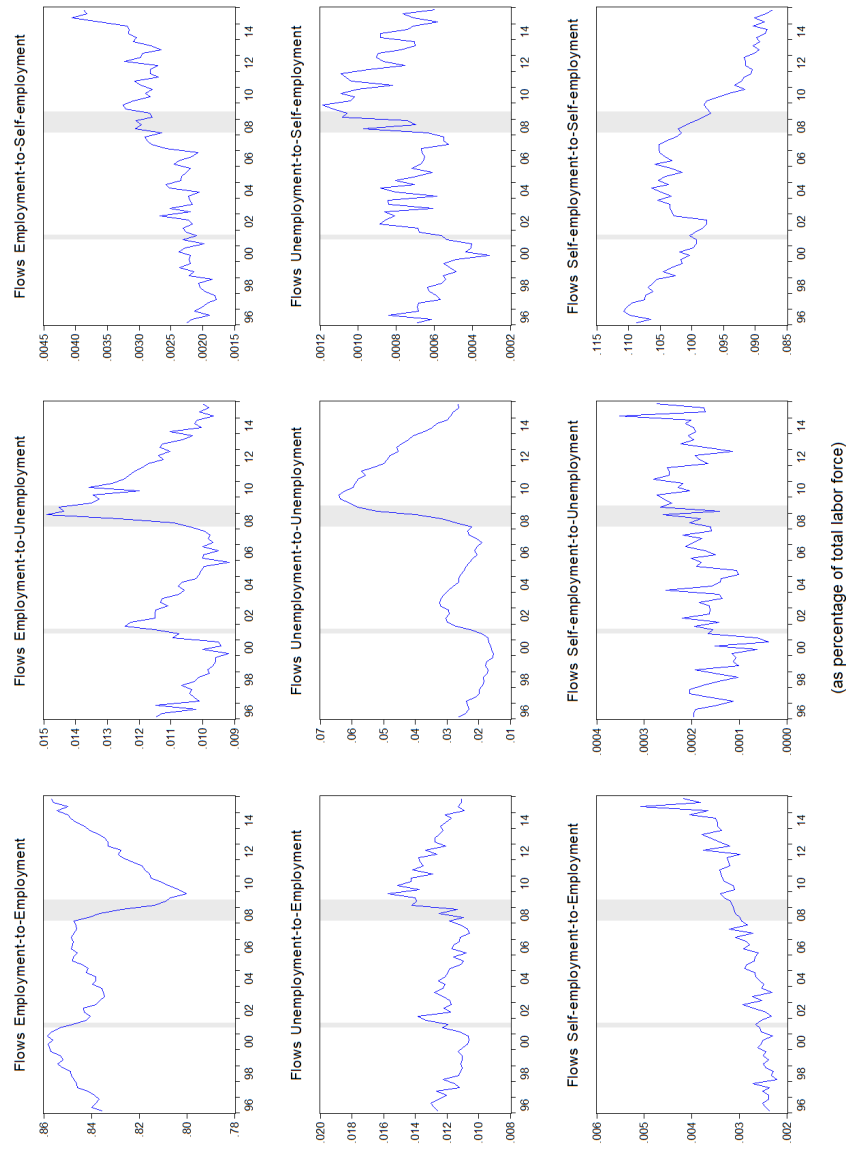 Flows Employment-to-Employment
.86
.84
.82
.80
.78
96 98 00 02 04 06 08 10 12 14
Flows Employment-to-Unemployment
.015
.014
.013
.012
.011
.010
.009
96 98 00 02 04 06 08 10 12 14
Flows Employment-to-Self-employment
.0045
.0040
.0035
.0030
.0025
.0020
.0015
96 98 00 02 04 06 08 10 12 14
Flows Unemployment-to-Employment
.020
.018
.016
.014
.012
.010
.008
96 98 00 02 04 06 08 10 12 14
Flows Unemployment-to-Unemployment
.07
.06
.05
.04
.03
.02
.01
96 98 00 02 04 06 08 10 12 14
Flows Unemployment-to-Self-employment
.0012
.0010
.0008
.0006
.0004
.0002
96 98 00 02 04 06 08 10 12 14
Flows Self-employment-to-Employment
.006
.005
.004
.003
.002
96 98 00 02 04 06 08 10 12 14
Flows Self-employment-to-Unemployment
.0004
.0003
.0002
.0001
.0000
96 98 00 02 04 06 08 10 12 14
Flows Self-employment-to-Self-employment
.115
.110
.105
.100
.095
.090
.085
96 98 00 02 04 06 08 10 12 14
(as percentage of total labor force)